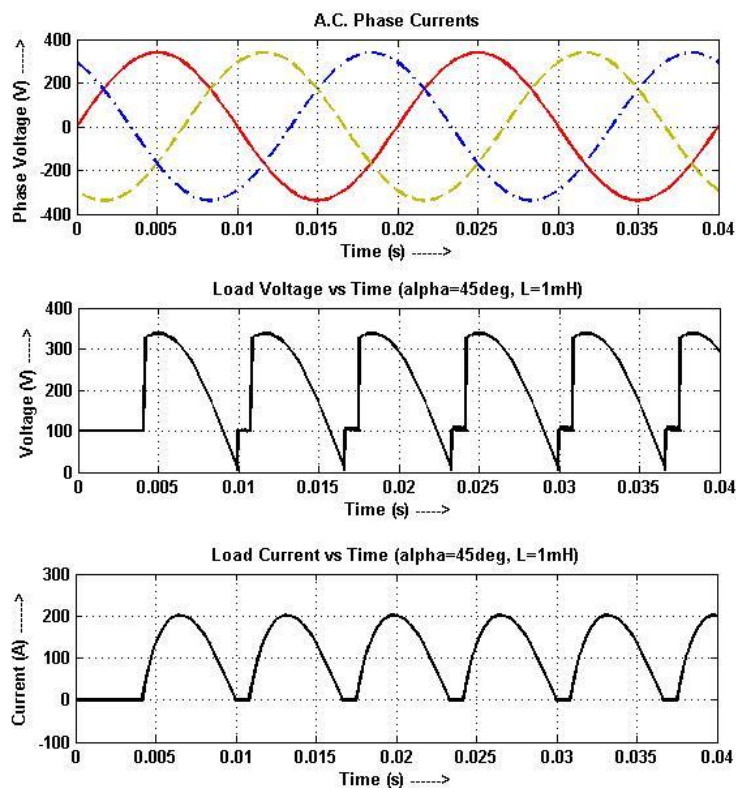 A.C. Phase Currents
Phase Voltage (V) ---->
400
200
0
-200
-400
0 0.005 0.01 0.015 0.02 0.025 0.03 0.035 0.04
Time (s) ------>
Load Voltage vs Time (alpha=45deg, L=1mH)
Voltage (V) ---->
400
300
200
100
0
0 0.005 0.01 0.015 0.02 0.025 0.03 0.035 0.04
Time (s) ----->
Load Current vs Time (alpha=45deg, L=1mH)
Current (A) ---->
300
200
100
0
-100
0 0.005 0.01 0.015 0.02 0.025 0.03 0.035 0.04
Time (s) ------>